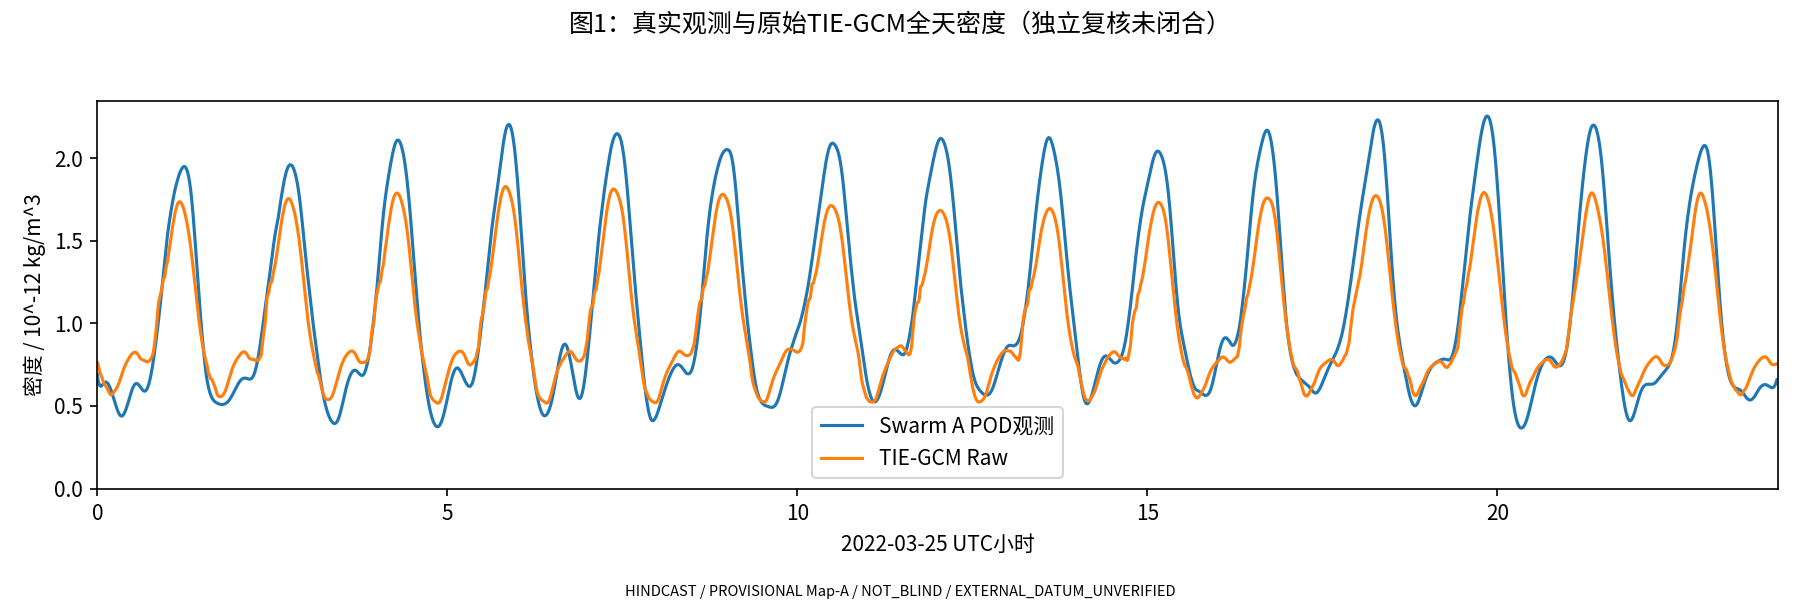 图1：真实观测与原始TIE-GCM全天密度（独立复核未闭合）
密度 / 10^-12 kg/m^3
2.0
1.5
1.0
0.5
0.0
Swarm A POD观测
TIE-GCM Raw
0 5 10 15 20
2022-03-25 UTC小时
HINDCAST / PROVISIONAL Map-A / NOT_BLIND / EXTERNAL_DATUM_UNVERIFIED